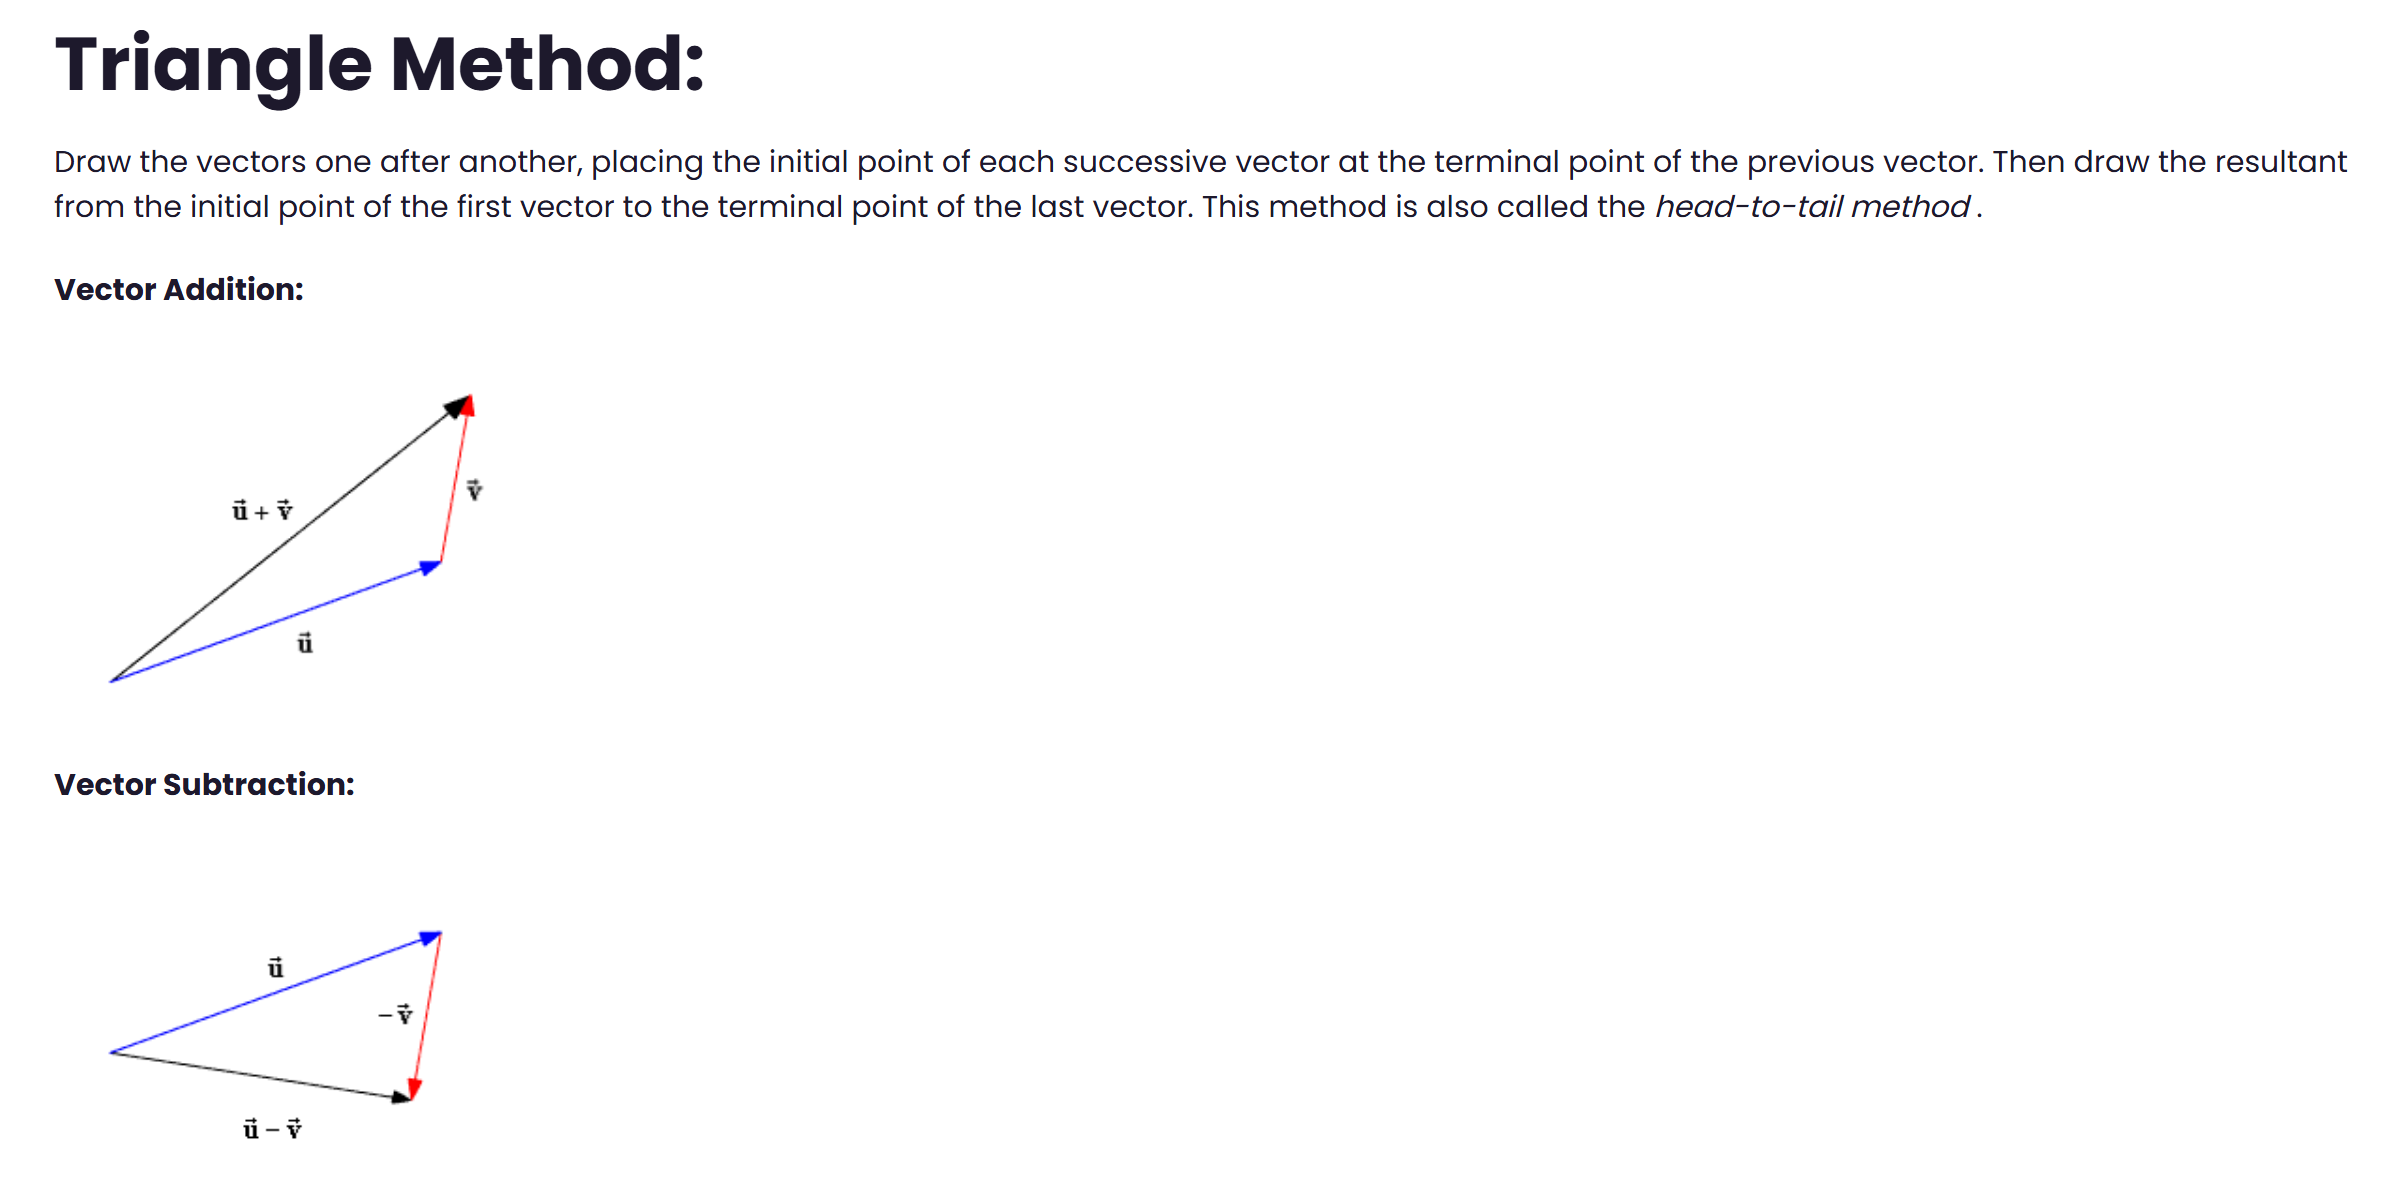 Triangle Method:
Draw the vectors one after another, placing the initial point of each successive vector at the terminal point of the previous vector. Then draw the resultant
from the initial point of the first vector to the terminal point of the last vector. This method is also called the head-to-tail method .
Vector Addition:
u⃗ + v⃗
v⃗
u⃗
Vector Subtraction:
u⃗
−v⃗
u⃗ − v⃗